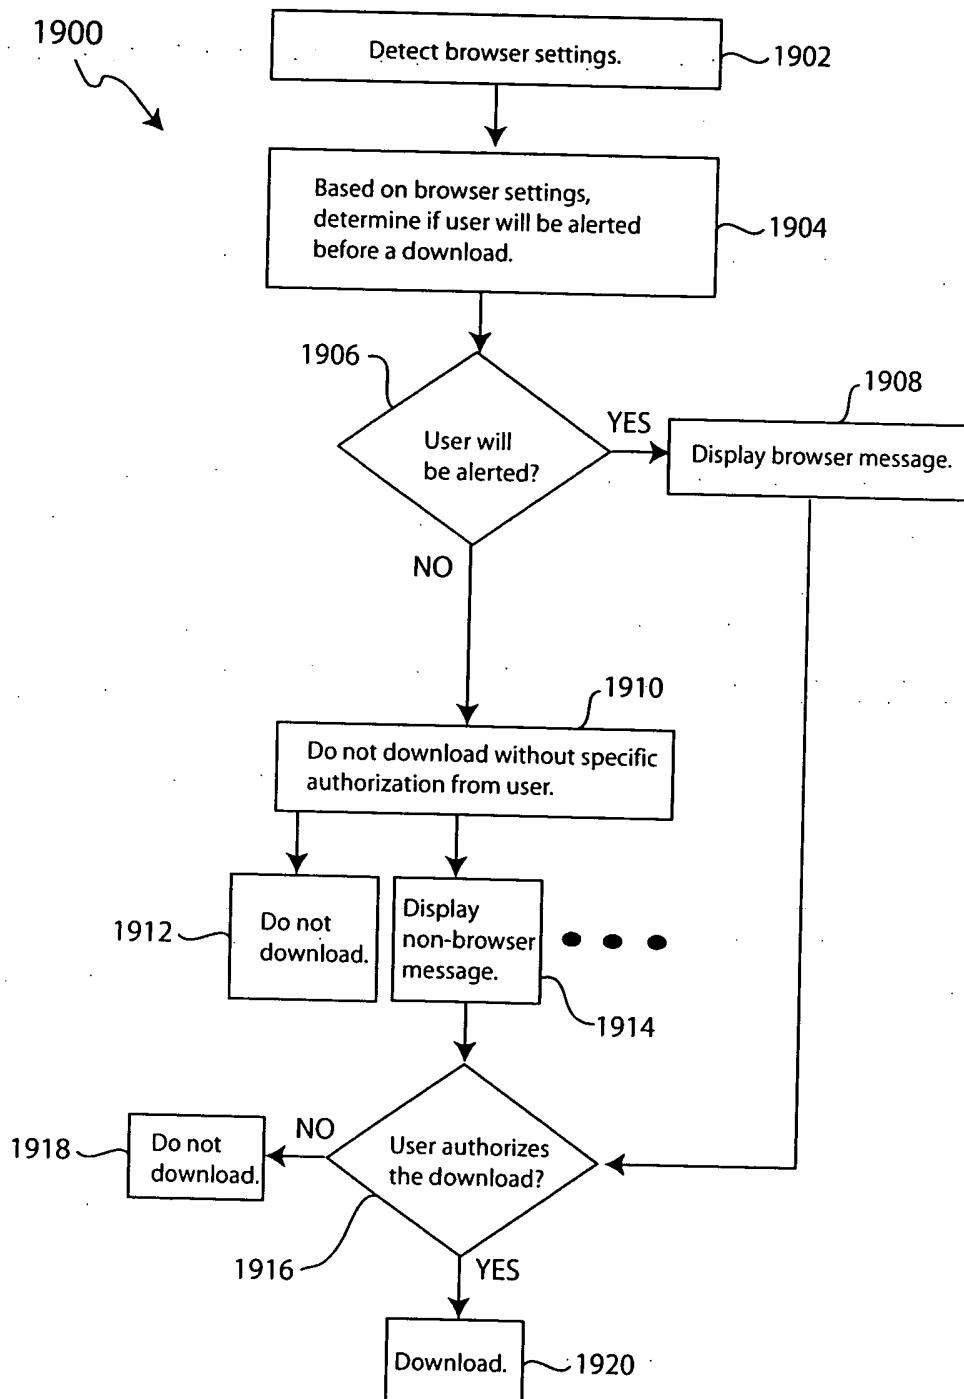 1900
Detect browser settings.
1902
Based on browser settings,
determine if user will be alerted
before a download.
1904
1906
User will
be alerted?
YES
1908
Display browser message.
NO
1910
Do not download without specific
authorization from user.
1912
Do not
download.
Display
non-browser
message.
1914
1918
Do not
download.
NO
User authorizes
the download?
1916
YES
Download.
1920